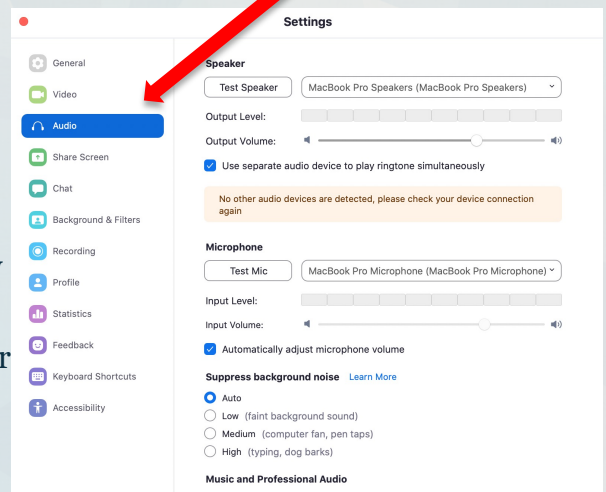 Settings
General
Video
Audio
Share Screen
Chat
Background & Filters
Recording
Profile
Statistics
Feedback
Keyboard Shortcuts
Accessibility
Speaker
Test Speaker
MacBook Pro Speakers (MacBook Pro Speakers)
Output Level:
Output Volume:
Use separate audio device to play ringtone simultaneously
No other audio devices are detected, please check your device connection
again
Microphone
Test Mic
MacBook Pro Microphone (MacBook Pro Microphone)
Input Level:
Input Volume:
Automatically adjust microphone volume
Suppress background noise Learn More
Auto
Low (faint background sound)
Medium (computer fan, pen taps)
High (typing, dog barks)
Music and Professional Audio